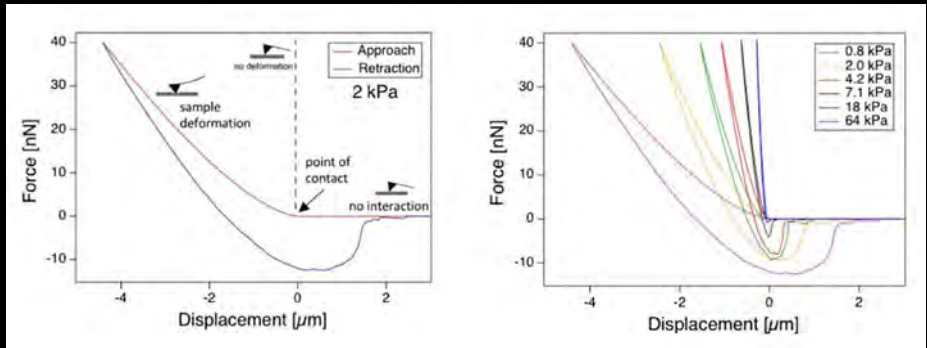 40
30
20
10
0
-10
Force [nN]
-4
-2
0
2
Displacement [µm]
no deformation
sample
deformation
Approach
Retraction
2 kPa
point of
contact
no interaction
40
30
20
10
0
-10
Force [nN]
-4
-2
0
2
Displacement [µm]
0.8 kPa
2.0 kPa
4.2 kPa
7.1 kPa
18 kPa
64 kPa